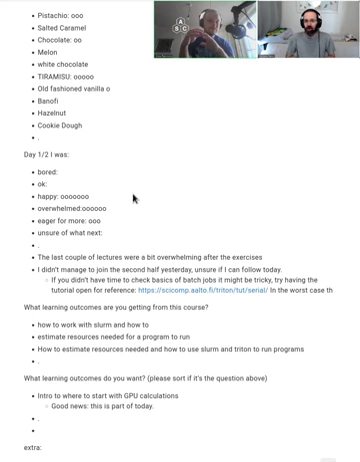 Pistachio: ooo
Salted Caramel
Chocolate: oo
Melon
white chocolate
TIRAMISU: ooooo
Old fashioned vanilla o
Banofi
Hazelnut
Cookie Dough
.
Day 1/2 I was:
bored:
ok:
happy: ooooooo
overwhelmed:oooooo
eager for more: ooo
unsure of what next:
.
The last couple of lectures were a bit overwhelming after the exercises
I didn't manage to join the second half yesterday, unsure if I can follow today.
If you didn't have time to check basics of batch jobs it might be tricky, try having the
tutorial open for reference: https://scicomp.aalto.fi/triton/tut/serial/ In the worst case th
What learning outcomes are you getting from this course?
how to work with slurm and how to
estimate resources needed for a program to run
How to estimate resources needed and how to use slurm and triton to run programs
.
What learning outcomes do you want? (please sort if it's the question above)
Intro to where to start with GPU calculations
Good news: this is part of today.
.
extra:
A
B C